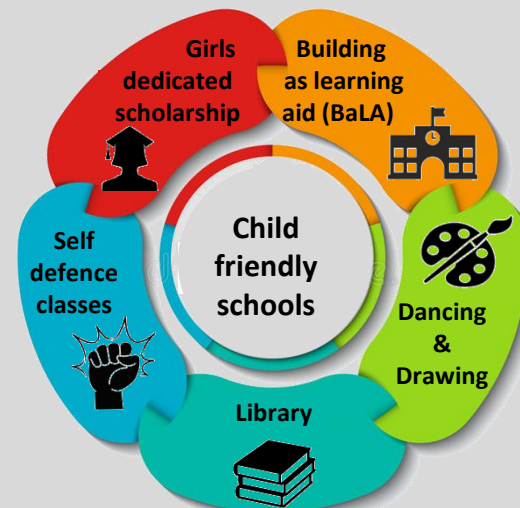 Girls
dedicated
scholarship
Building
as learning
aid (BaLA)
Self
defence
classes
Child
friendly
schools
Dancing
&
Drawing
Library